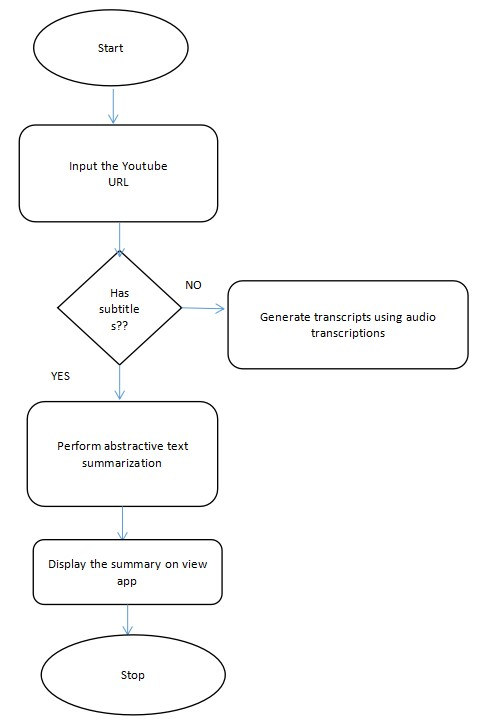 Start
Input the Youtube
URL
Has
subtitle
s??
NO
Generate transcripts using audio
transcriptions
YES
Perform abstractive text
summarization
Display the summary on view
app
Stop